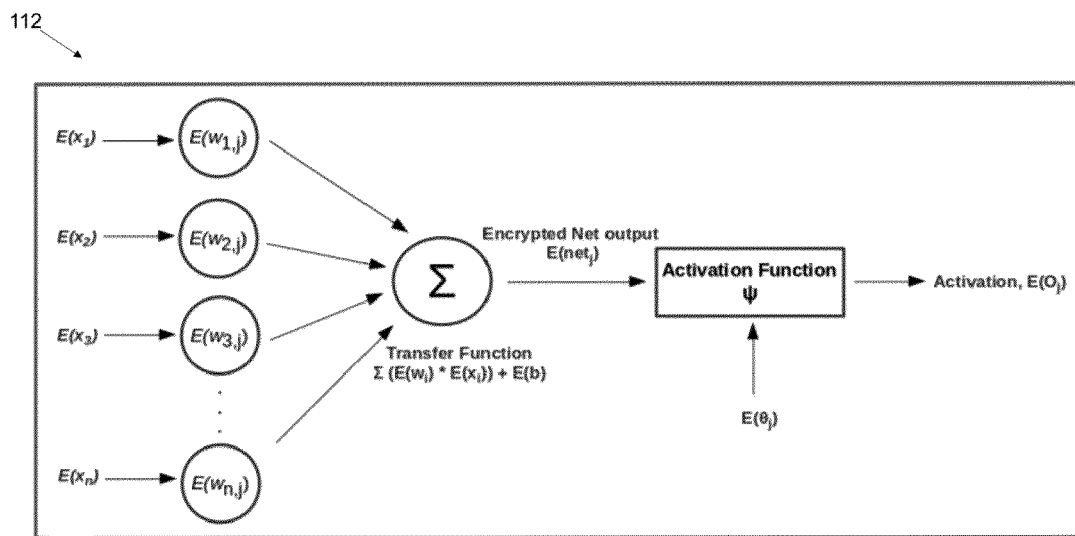 112
E(x₁)
E(w₁,ⱼ)
E(x₂)
E(w₂,ⱼ)
E(x₃)
E(w₃,ⱼ)
E(xₙ)
E(wₙ,ⱼ)
Σ
Transfer Function
Σ (E(wᵢ) * E(xᵢ)) + E(b)
Encrypted Net output
E(netⱼ)
Activation Function
ψ
E(θⱼ)
Activation, E(Oⱼ)